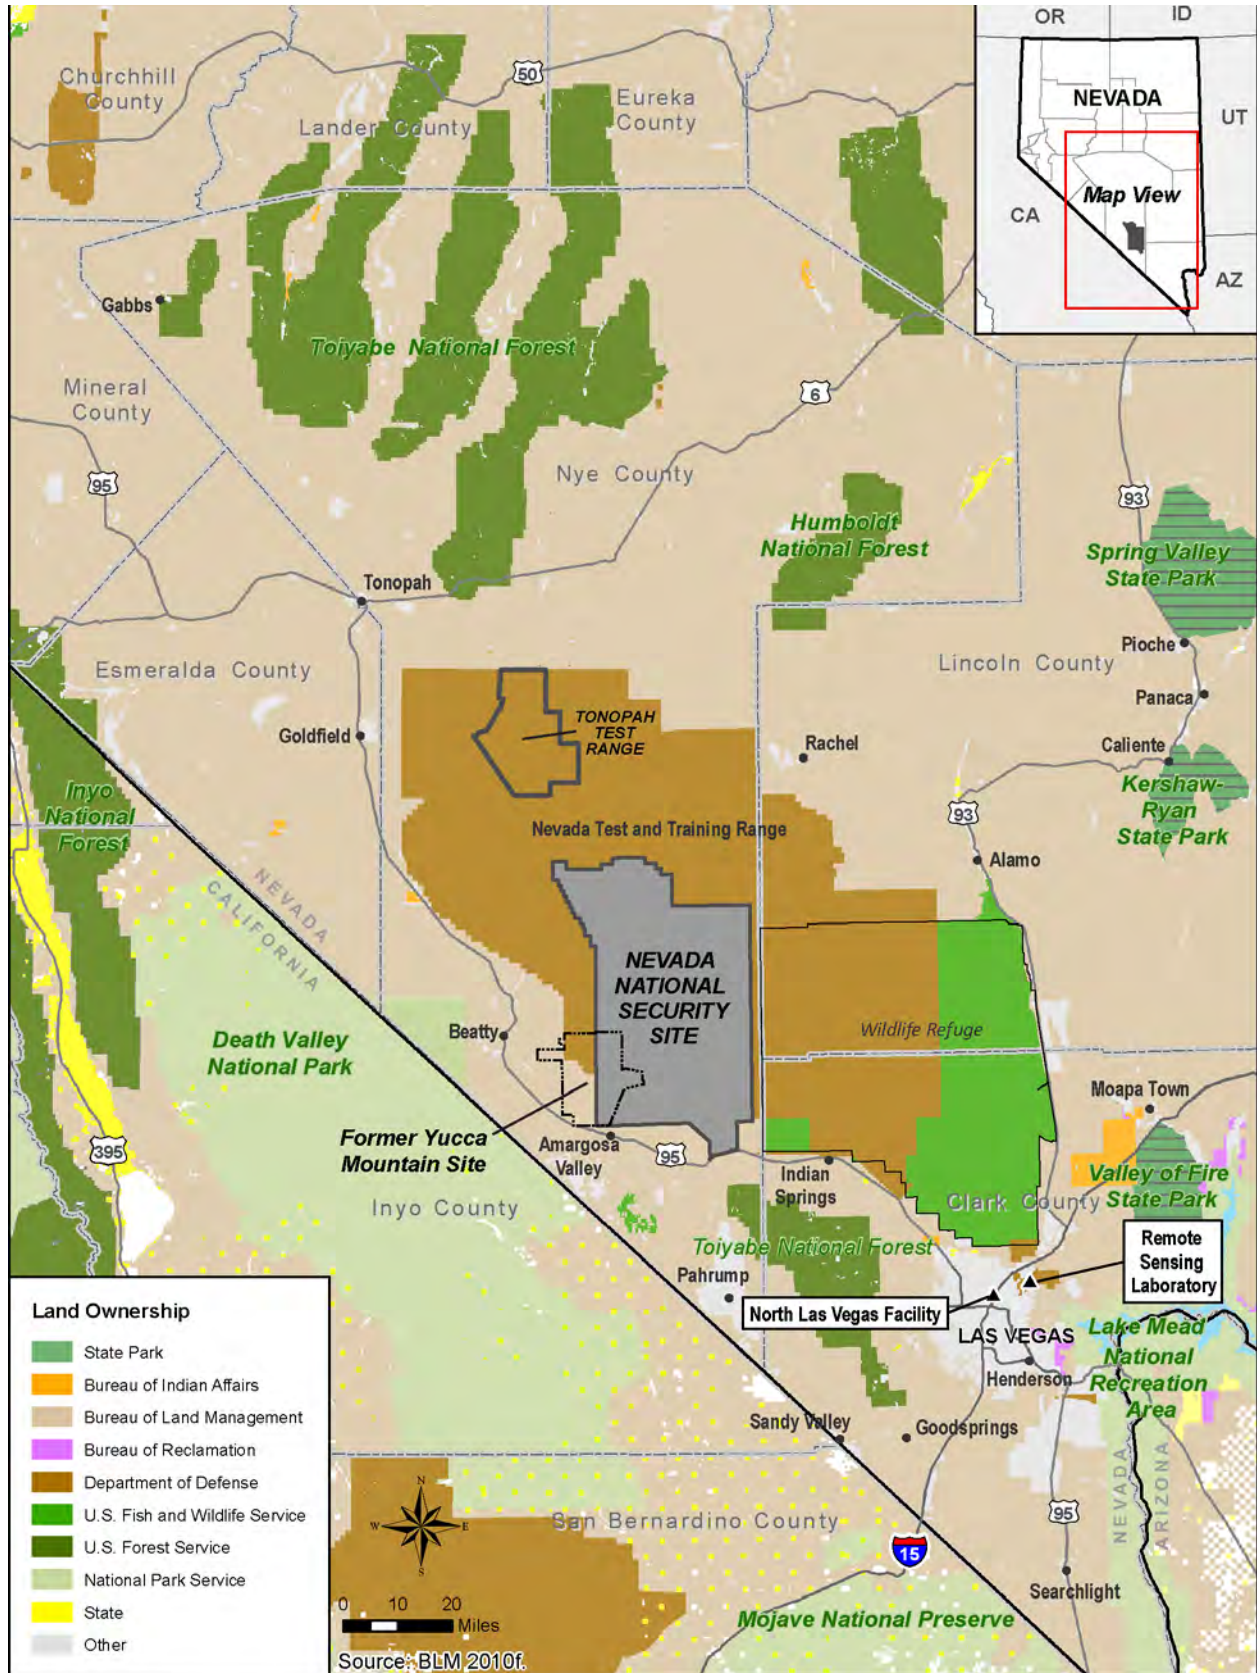 OR
ID
NEVADA
UT
Map View
CA
AZ
Churchhill
County
50
Lander County
Eureka
County
Gabbs
Toiyabe National Forest
Mineral
County
6
95
Nye County
93
Humboldt
National Forest
Spring Valley
State Park
Tonopah
Pioche
Esmeralda County
Lincoln County
Panaca
Goldfield
TONOPAH
TEST
RANGE
Rachel
Caliente
Inyo
National
Forest
Kershaw-
Ryan
State Park
93
Nevada Test and Training Range
Alamo
NEVADA
CALIFORNIA
NEVADA
NATIONAL
SECURITY
SITE
Wildlife Refuge
Death Valley
National Park
Beatty
Moapa Town
395
Former Yucca
Mountain Site
Amargosa
Valley
95
Indian
Springs
Valley of Fire
State Park
Inyo County
Clark County
Toiyabe National Forest
Remote
Sensing
Laboratory
Pahrump
North Las Vegas Facility
LAS VEGAS
Lake Mead
National
Recreation
Area
Henderson
Sandy Valley
Goodsprings
NEVADA
ARIZONA
San Bernardino County
95
15
Searchlight
Mojave National Preserve
Land Ownership
State Park
Bureau of Indian Affairs
Bureau of Land Management
Bureau of Reclamation
Department of Defense
U.S. Fish and Wildlife Service
U.S. Forest Service
National Park Service
State
Other
N
W
E
S
0 10 20
Miles
Source: BLM 2010f.